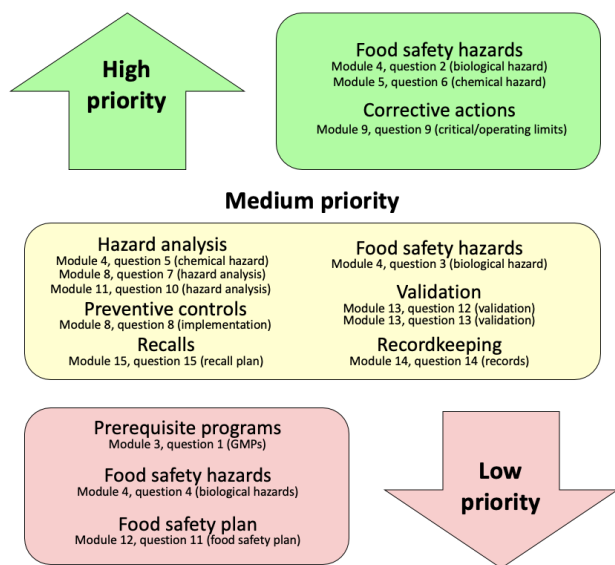 High
priority
Food safety hazards
Module 4, question 2 (biological hazard)
Module 5, question 6 (chemical hazard)
Corrective actions
Module 9, question 9 (critical/operating limits)
Medium priority
Hazard analysis
Module 4, question 5 (chemical hazard)
Module 8, question 7 (hazard analysis)
Module 11, question 10 (hazard analysis)
Preventive controls
Module 8, question 8 (implementation)
Recalls
Module 15, question 15 (recall plan)
Food safety hazards
Module 4, question 3 (biological hazard)
Validation
Module 13, question 12 (validation)
Module 13, question 13 (validation)
Recordkeeping
Module 14, question 14 (records)
Prerequisite programs
Module 3, question 1 (GMPs)
Food safety hazards
Module 4, question 4 (biological hazards)
Food safety plan
Module 12, question 11 (food safety plan)
Low
priority